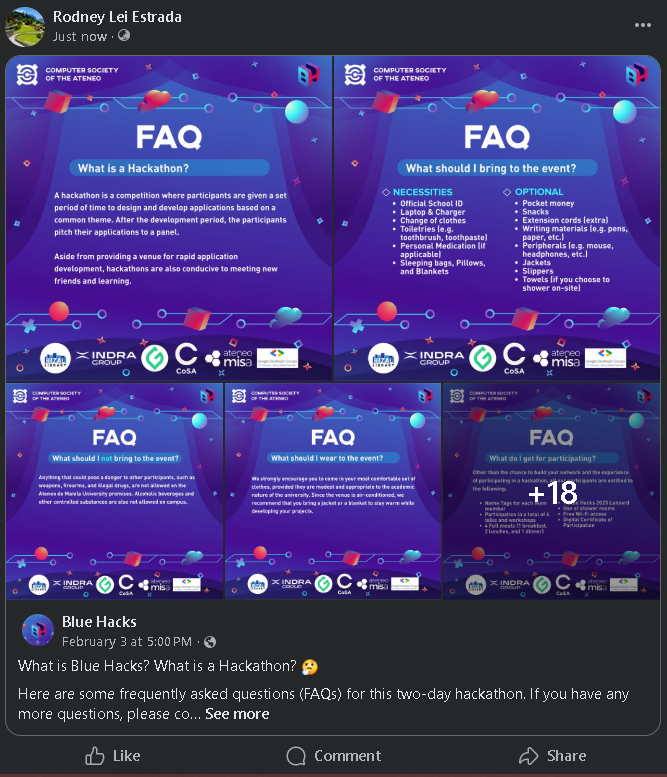 Rodney Lei Estrada
Just now ·
COMPUTER SOCIETY
OF THE ATENEO
FAQ
What is a Hackathon?
A hackathon is a competition where participants are given a set
period of time to design and develop applications based on a
common theme. After the development period, the participants
pitch their applications to a panel.
Aside from providing a venue for rapid application
development, hackathons are also conducive to meeting new
friends and learning.
RIZAL
LIBRARY
INDRA
GROUP
CoSA
ateneo
misa
COMPUTER SOCIETY
OF THE ATENEO
FAQ
What should I bring to the event?
NECESSITIES
• Official School ID
• Laptop & Charger
• Change of clothes
• Toiletries (e.g.
toothbrush, toothpaste)
• Personal Medication (if
applicable)
• Sleeping bags, Pillows,
and Blankets
OPTIONAL
• Pocket money
• Snacks
• Extension cords (extra)
• Writing materials (e.g. pens,
paper, etc.)
• Peripherals (e.g. mouse,
headphones, etc.)
• Jackets
• Slippers
• Towels (if you choose to
shower on-site)
RIZAL
LIBRARY
INDRA
GROUP
CoSA
ateneo
misa
COMPUTER SOCIETY
OF THE ATENEO
FAQ
What should I not bring to the event?
Anything that could pose a danger to other participants, such as
weapons, firearms, and illegal drugs, are not allowed on the
Ateneo de Manila University premises. Alcoholic beverages and
other controlled substances are also not allowed on campus.
INDRA
GROUP
CoSA
ateneo
misa
COMPUTER SOCIETY
OF THE ATENEO
FAQ
What should I wear to the event?
We strongly encourage you to come in your most comfortable set of
clothes, provided they are modest and appropriate to the academic
nature of the university. Since the venue is air-conditioned, we
recommend that you bring a jacket or a blanket to stay warm while
developing your projects.
INDRA
GROUP
CoSA
ateneo
misa
COMPUTER SOCIETY
OF THE ATENEO
FAQ
What do I get for participating?
Other than the chance to build your network and the experience
of participating in a hackathon, all participants are entitled to
the following:
• Name Tags for each team
member
• Participation in a total of 6
talks and workshops
• 4 Full meals (1 breakfast,
2 lunches, and 1 dinner)
Hacks 2025 Lanyard
• Use of shower rooms
• Free Wi-Fi access
• Digital Certificate of
Participation
+18
INDRA
GROUP
CoSA
ateneo
misa
Blue Hacks
February 3 at 5:00 PM ·
What is Blue Hacks? What is a Hackathon? 🤔
Here are some frequently asked questions (FAQs) for this two-day hackathon. If you have any
more questions, please co... See more
Like
Comment
Share